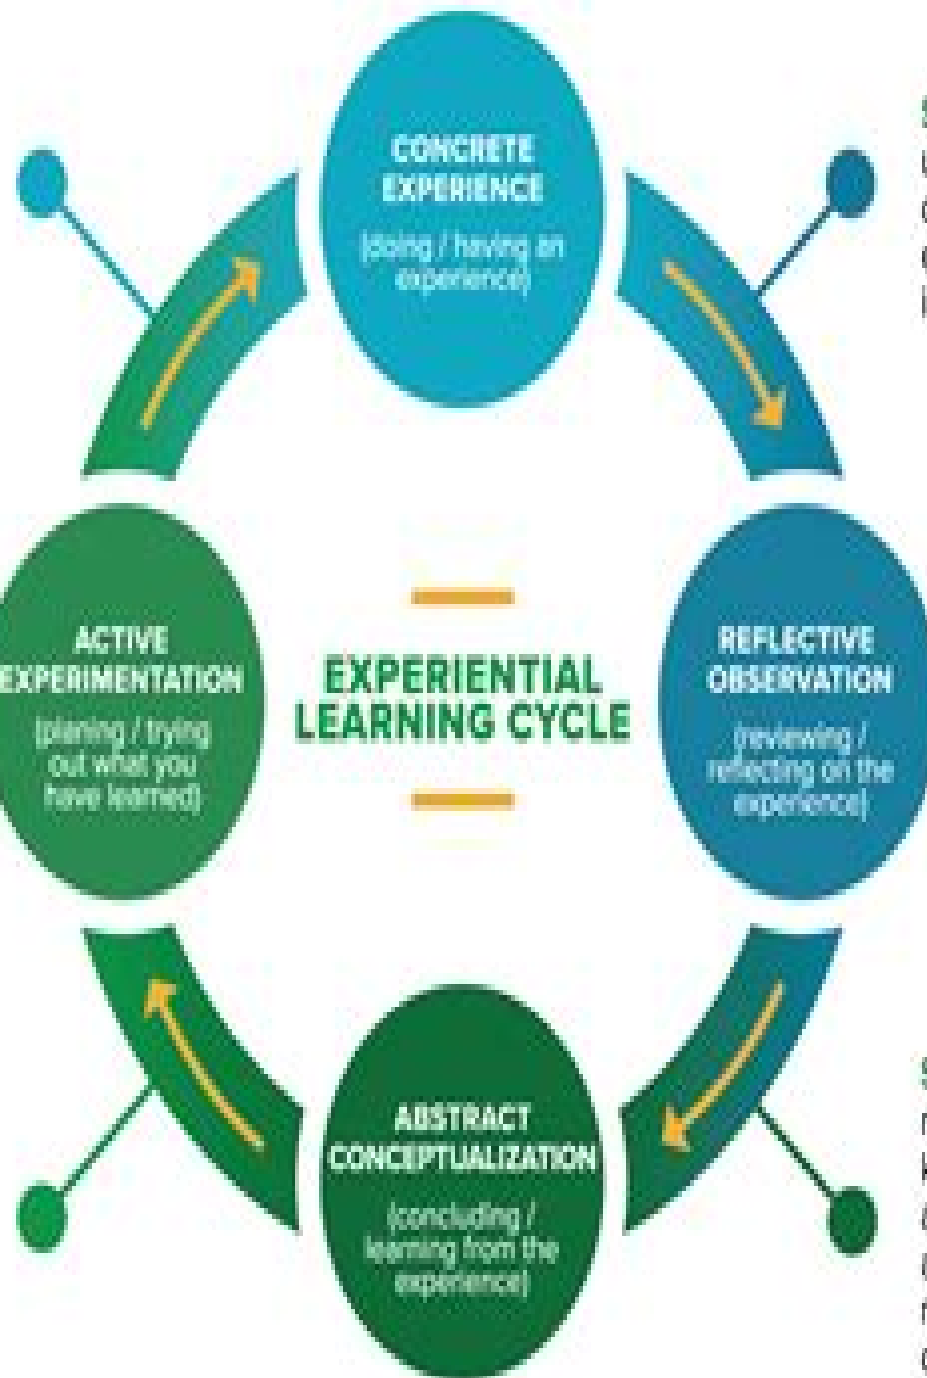 CONCRETE
EXPERIENCE
(doing / having an
experience)
ACTIVE
EXPERIMENTATION
(planing / trying
out what you
have learned)
EXPERIENTIAL
LEARNING CYCLE
REFLECTIVE
OBSERVATION
(reviewing /
reflecting on the
experience)
ABSTRACT
CONCEPTUALIZATION
(concluding /
learning from the
experience)